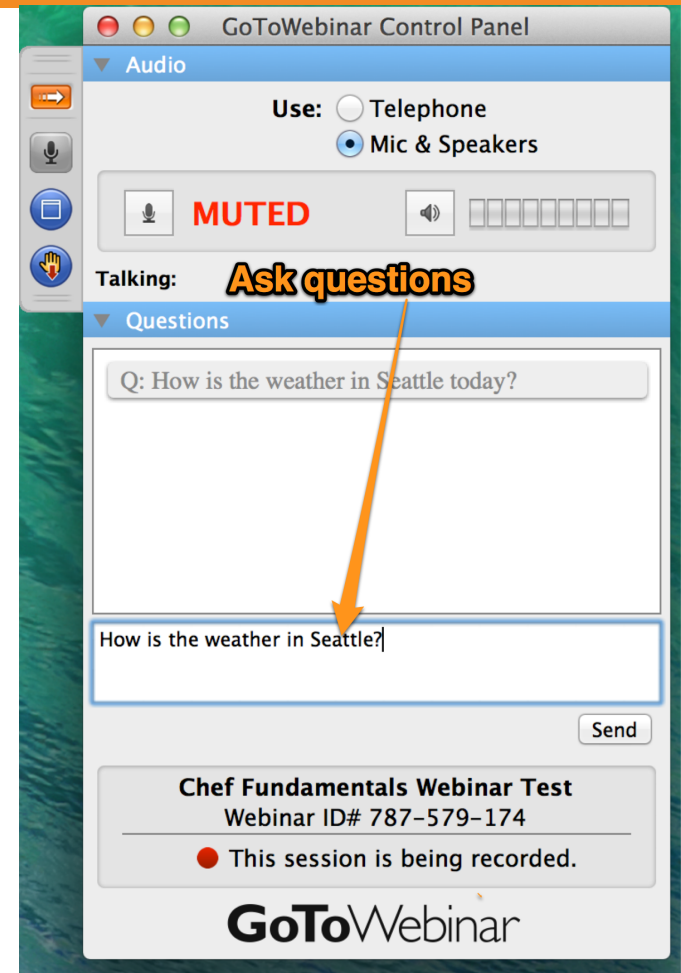 GoToWebinar Control Panel
Audio
Use: Telephone
Mic & Speakers
MUTED
Talking:
Ask questions
Questions
Q: How is the weather in Seattle today?
How is the weather in Seattle?
Send
Chef Fundamentals Webinar Test
Webinar ID# 787-579-174
This session is being recorded.
GoToWebinar